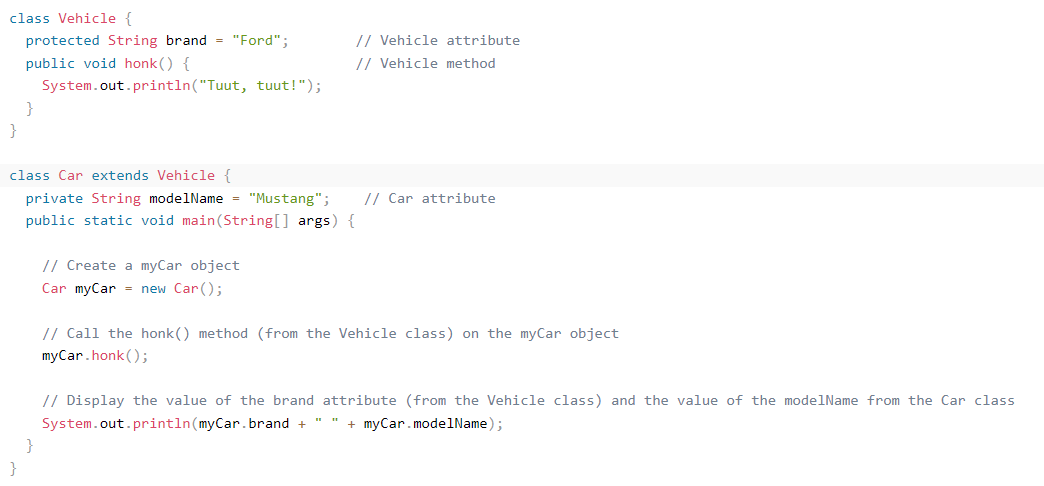 class Vehicle {
  protected String brand = "Ford";        // Vehicle attribute
  public void honk() {                    // Vehicle method
    System.out.println("Tuut, tuut!");
  }
}

class Car extends Vehicle {
  private String modelName = "Mustang";    // Car attribute
  public static void main(String[] args) {

    // Create a myCar object
    Car myCar = new Car();

    // Call the honk() method (from the Vehicle class) on the myCar object
    myCar.honk();

    // Display the value of the brand attribute (from the Vehicle class) and the value of the modelName from the Car class
    System.out.println(myCar.brand + " " + myCar.modelName);
  }
}